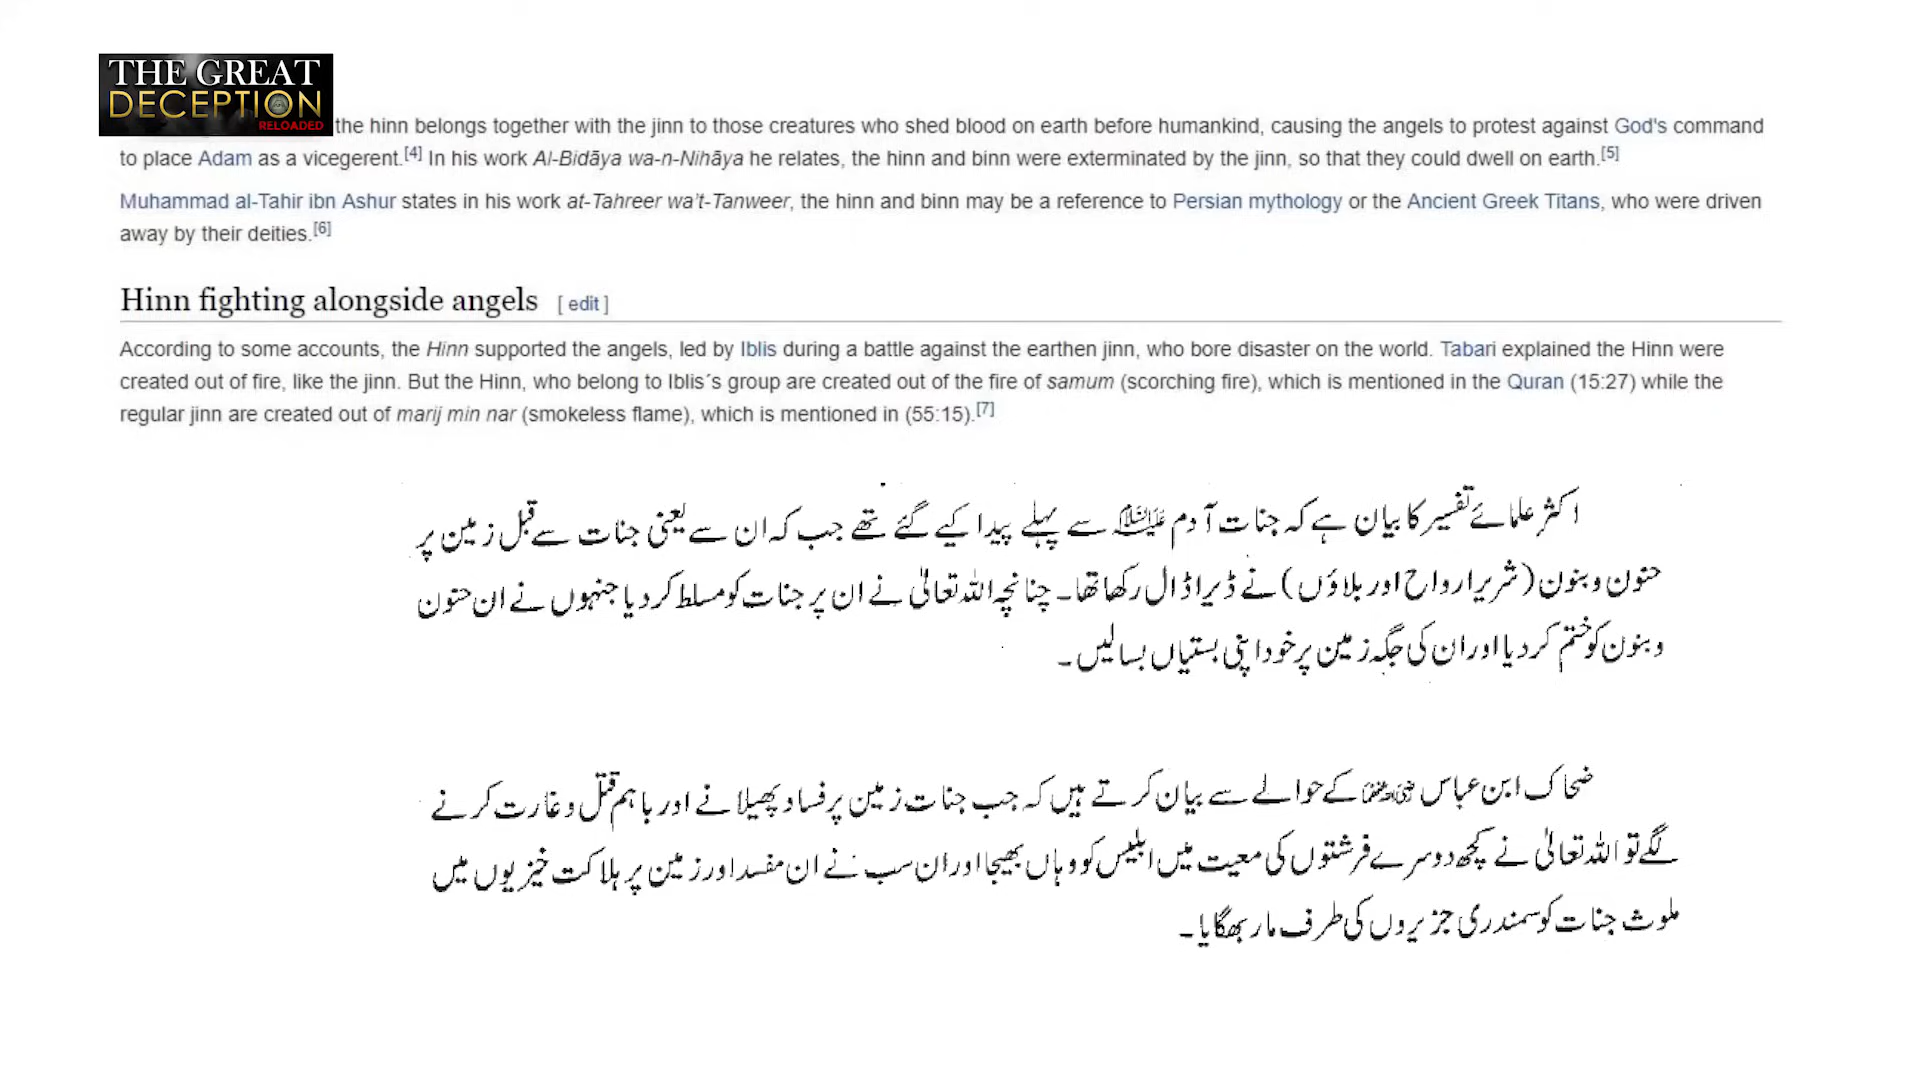 THE GREAT
DECEPTION
RELOADED
the hinn belongs together with the jinn to those creatures who shed blood on earth before humankind, causing the angels to protest against God's command
to place Adam as a vicegerent.[4] In his work Al-Bidāya wa-n-Nihāya he relates, the hinn and binn were exterminated by the jinn, so that they could dwell on earth.[5]
Muhammad al-Tahir ibn Ashur states in his work at-Tahreer wa't-Tanweer, the hinn and binn may be a reference to Persian mythology or the Ancient Greek Titans, who were driven
away by their deities.[6]
Hinn fighting alongside angels [ edit ]
According to some accounts, the Hinn supported the angels, led by Iblis during a battle against the earthen jinn, who bore disaster on the world. Tabari explained the Hinn were
created out of fire, like the jinn. But the Hinn, who belong to Iblis´s group are created out of the fire of samum (scorching fire), which is mentioned in the Quran (15:27) while the
regular jinn are created out of marij min nar (smokeless flame), which is mentioned in (55:15).[7]
اکثر علمائے تفسیر کا بیان ہے کہ جنات آدم علیہ السلام سے پہلے پیدا کیے گئے تھے جب کہ ان سے یعنی جنات سے قبل زمین پر
حنون و بنون (شریر ارواح اور بلاؤں) نے ڈیرا ڈال رکھا تھا۔ چنانچہ اللہ تعالیٰ نے ان پر جنات کو مسلط کر دیا جنہوں نے ان حنون
و بنون کو ختم کر دیا اور ان کی جگہ زمین پر خود اپنی بستیاں بسا لیں۔
ضحاک ابن عباس رضی اللہ عنہما کے حوالے سے بیان کرتے ہیں کہ جب جنات زمین پر فساد پھیلانے اور باہم قتل و غارت کرنے
لگے تو اللہ تعالیٰ نے کچھ دوسرے فرشتوں کی معیت میں ابلیس کو وہاں بھیجا اور ان سب نے ان مفسد اور زمین پر ہلاکت خیزیوں میں
ملوث جنات کو سمندری جزیروں کی طرف مار بھگایا۔